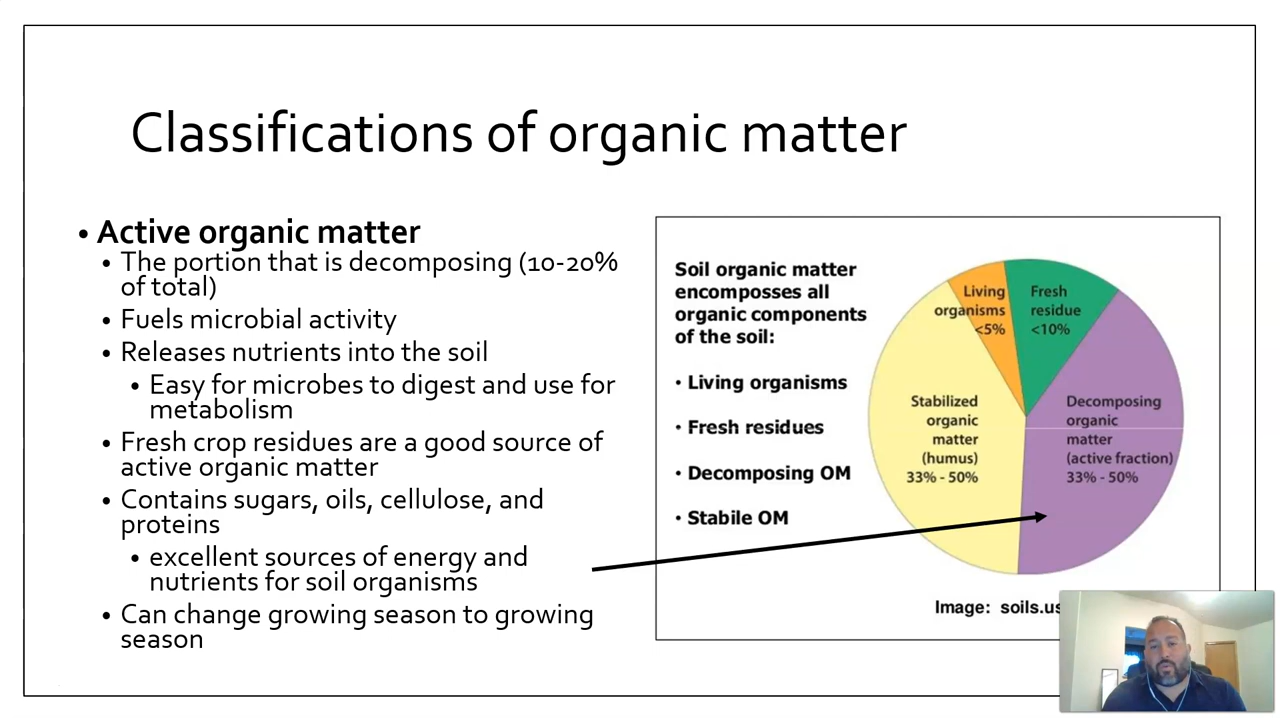 Classifications of organic matter
• Active organic matter
• The portion that is decomposing (10-20%
of total)
• Fuels microbial activity
• Releases nutrients into the soil
• Easy for microbes to digest and use for
metabolism
• Fresh crop residues are a good source of
active organic matter
• Contains sugars, oils, cellulose, and
proteins
• excellent sources of energy and
nutrients for soil organisms
• Can change growing season to growing
season
Soil organic matter
encomposses all
organic components
of the soil:
• Living organisms
• Fresh residues
• Decomposing OM
• Stabile OM
Living
organisms
<5%
Fresh
residue
<10%
Stabilized
organic
matter
(humus)
33% - 50%
Decomposing
organic
matter
(active fraction)
33% - 50%
Image: soils.us